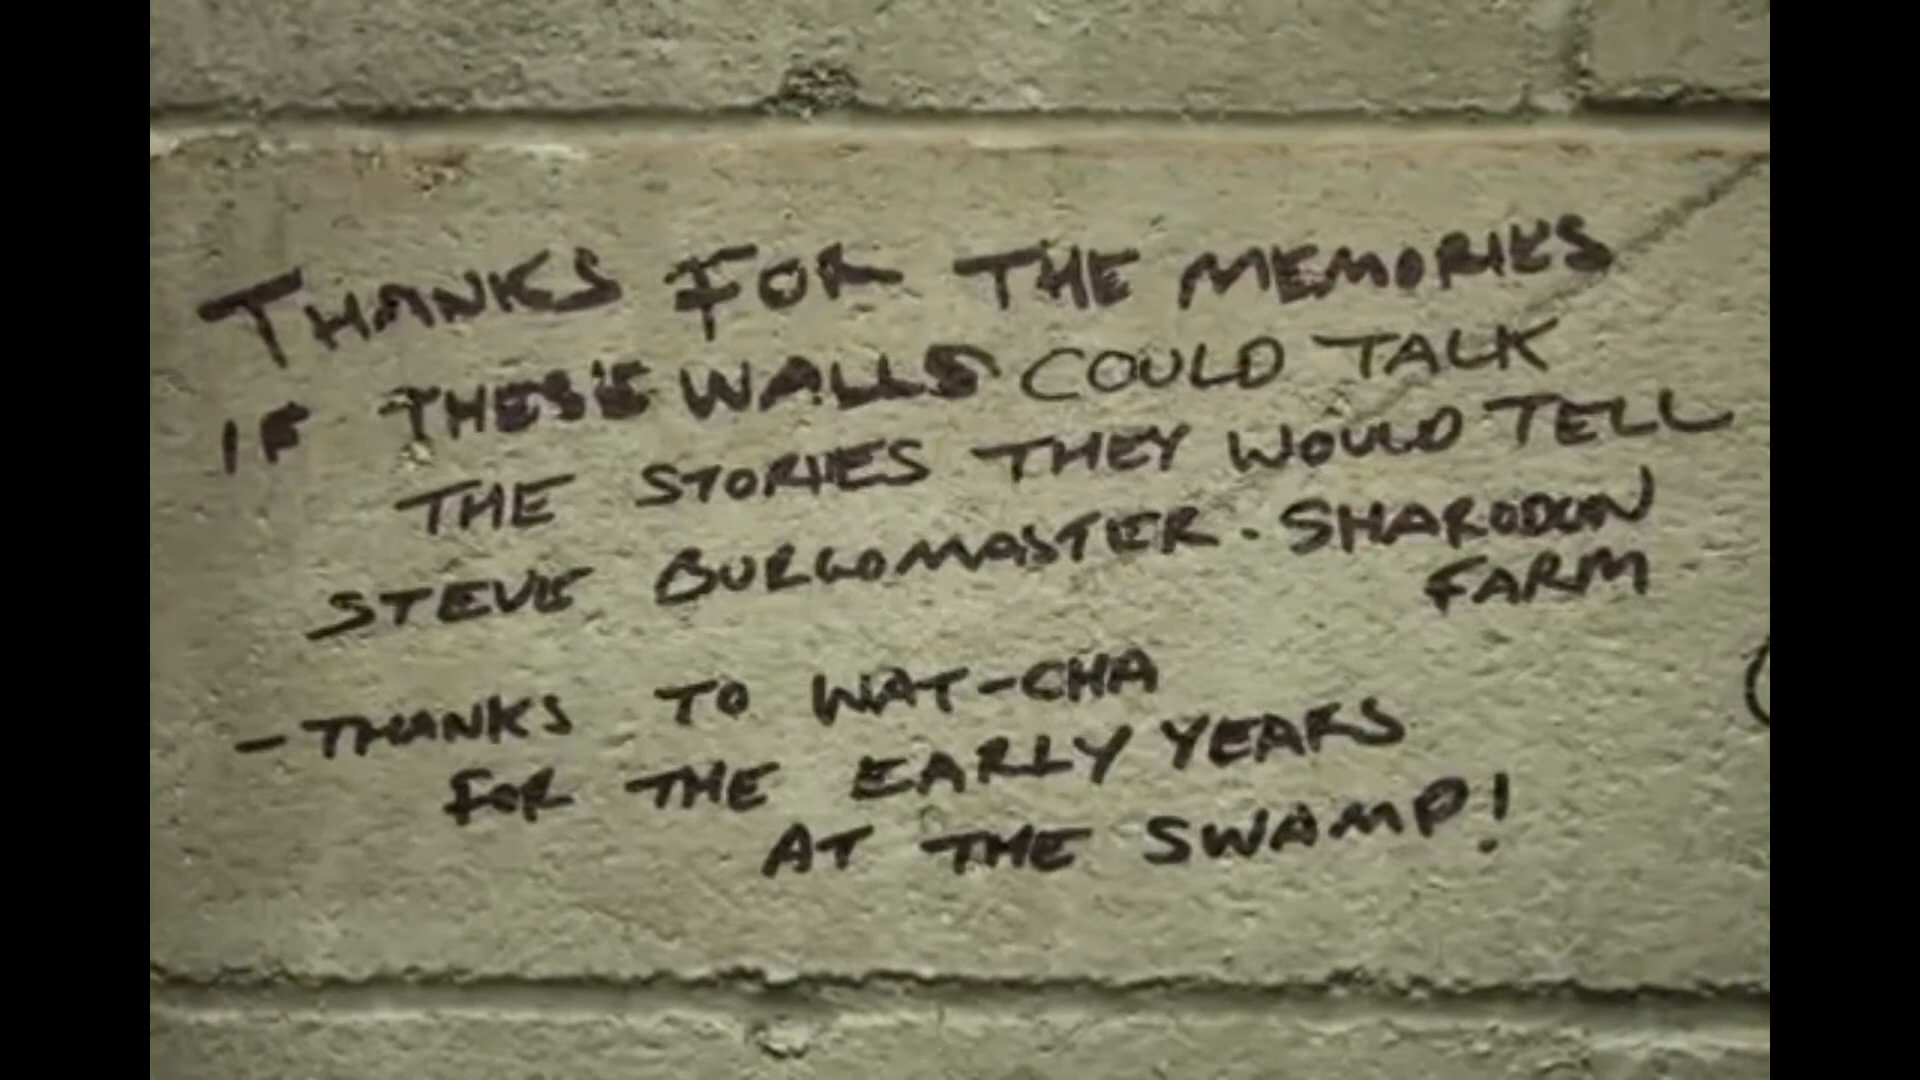 THANKS FOR THE MEMORIES
IF THESE WALLS COULD TALK
THE STORIES THEY WOULD TELL
STEVE BURGOMASTER - SHARODON
FARM
- THANKS TO WAT-CHA
FOR THE EARLY YEARS
AT THE SWAMP!